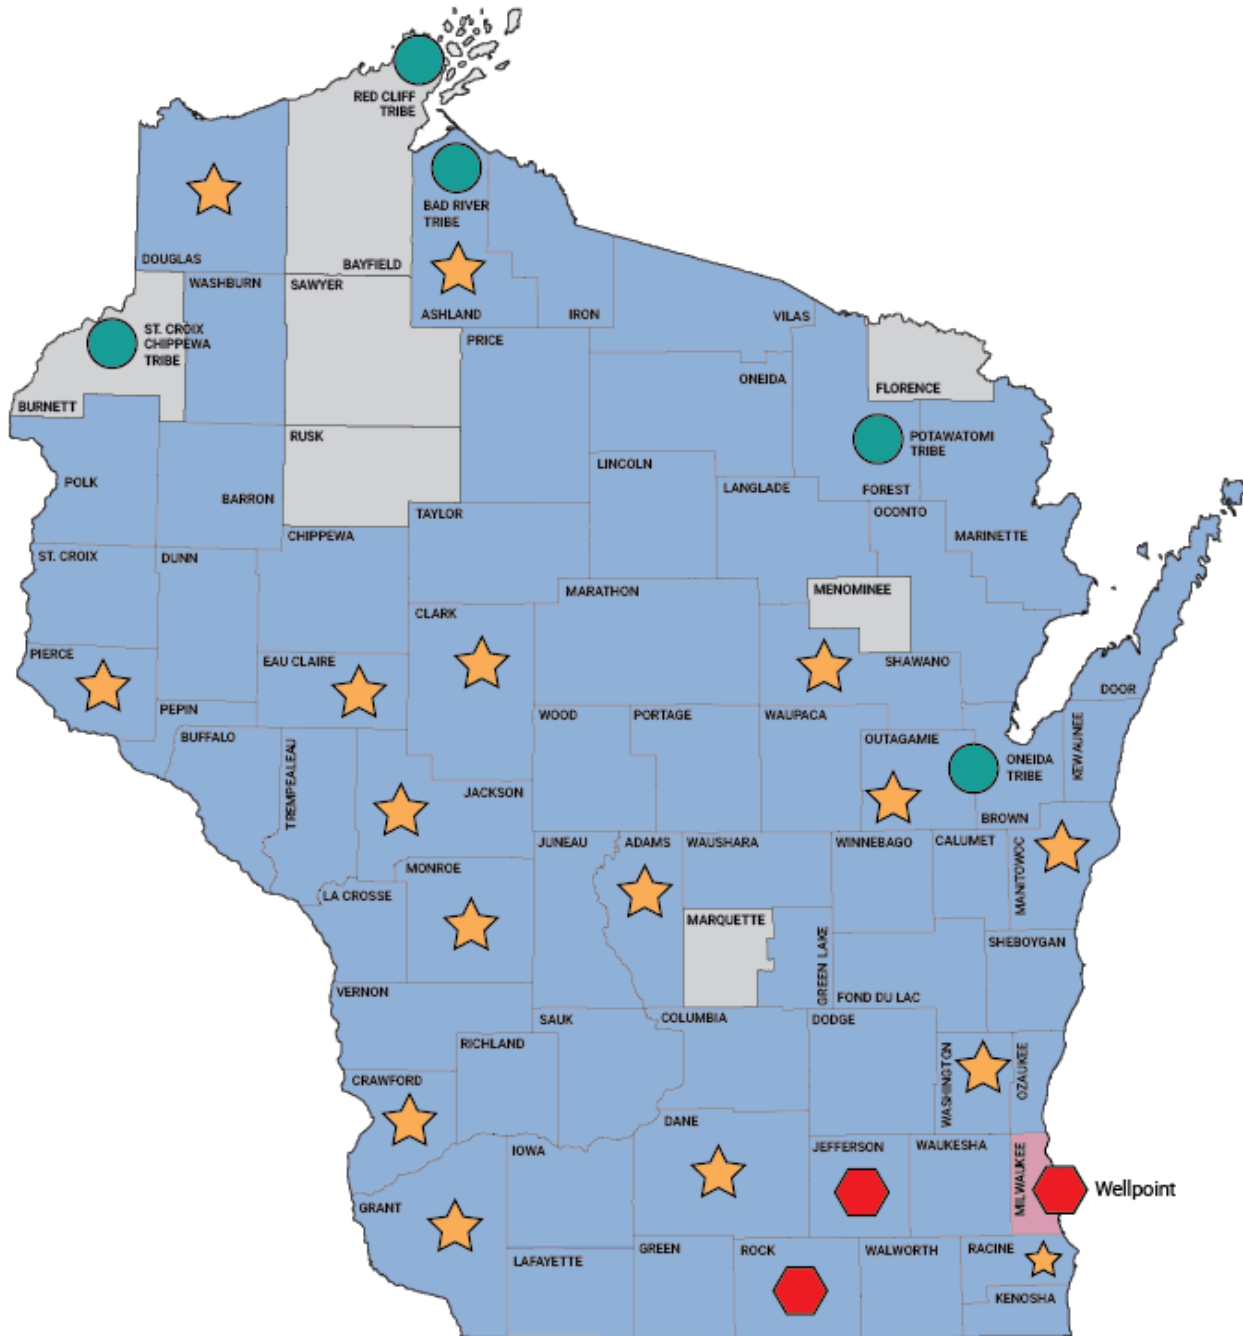 RED CLIFF
TRIBE
BAD RIVER
TRIBE
DOUGLAS
BAYFIELD
WASHBURN
SAWYER
ASHLAND
IRON
VILAS
ST. CROIX
CHIPPEWA
TRIBE
PRICE
ONEIDA
FLORENCE
BURNETT
RUSK
POTAWATOMI
TRIBE
LINCOLN
POLK
LANGLADE
FOREST
BARRON
TAYLOR
OCONTO
CHIPPEWA
MARINETTE
ST. CROIX
DUNN
MARATHON
MENOMINEE
CLARK
PIERCE
EAU CLAIRE
SHAWANO
DOOR
PEPIN
WOOD
PORTAGE
WAUPACA
BUFFALO
OUTAGAMIE
KEWAUNEE
TREMPEALEAU
ONEIDA
TRIBE
JACKSON
BROWN
JUNEAU
ADAMS
WAUSHARA
WINNEBAGO
CALUMET
MONROE
MANITOWOC
LA CROSSE
MARQUETTE
SHEBOYGAN
GREEN LAKE
VERNON
FOND DU LAC
SAUK
COLUMBIA
DODGE
RICHLAND
WASHINGTON
OZAUKEE
CRAWFORD
DANE
IOWA
JEFFERSON
WAUKESHA
MILWAUKEE
Wellpoint
GRANT
LAFAYETTE
GREEN
ROCK
WALWORTH
RACINE
KENOSHA